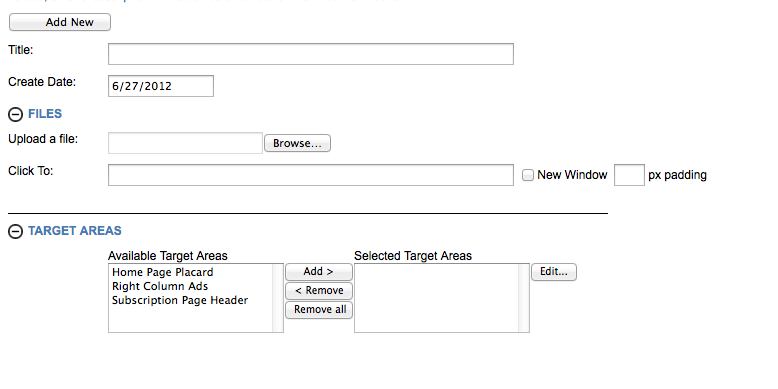 Add New
Title:
Create Date: 6/27/2012
FILES
Upload a file: Browse...
Click To: New Window px padding
TARGET AREAS
Available Target Areas Selected Target Areas
Home Page Placard Add > Edit...
Right Column Ads < Remove
Subscription Page Header Remove all